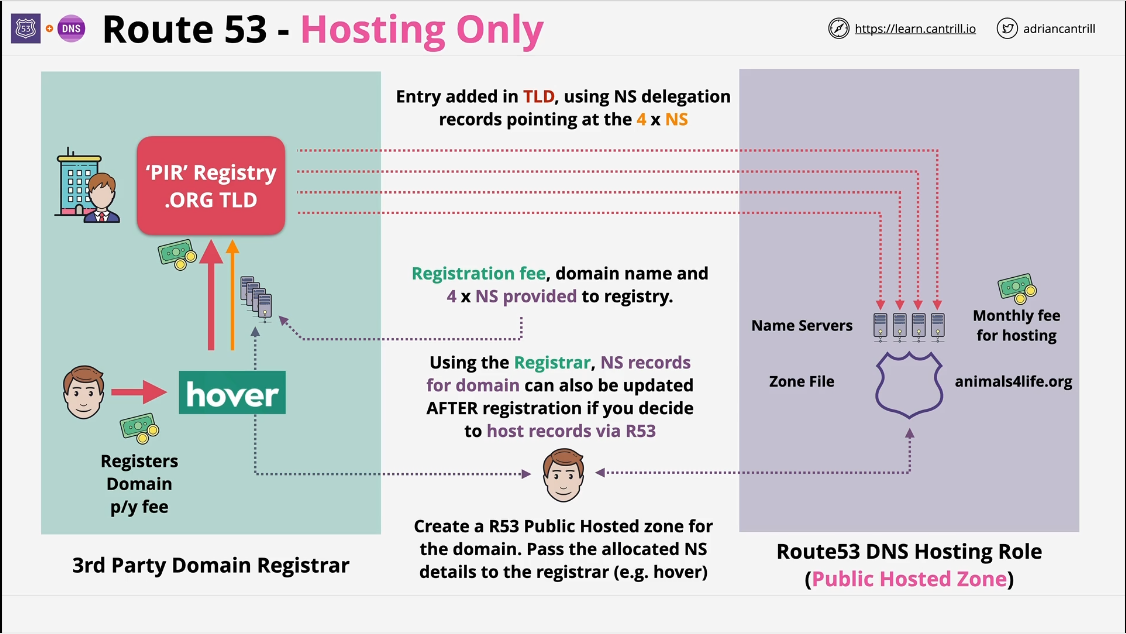 53
DNS
Route 53 - Hosting Only
https://learn.cantrill.io
adriancantrill
Entry added in TLD, using NS delegation
records pointing at the 4 x NS
‘PIR’ Registry
.ORG TLD
Registration fee, domain name and
4 x NS provided to registry.
Name Servers
Monthly fee
for hosting
Using the Registrar, NS records
for domain can also be updated
AFTER registration if you decide
to host records via R53
Zone File
animals4life.org
hover
Registers
Domain
p/y fee
Create a R53 Public Hosted zone for
the domain. Pass the allocated NS
details to the registrar (e.g. hover)
3rd Party Domain Registrar
Route53 DNS Hosting Role
(Public Hosted Zone)